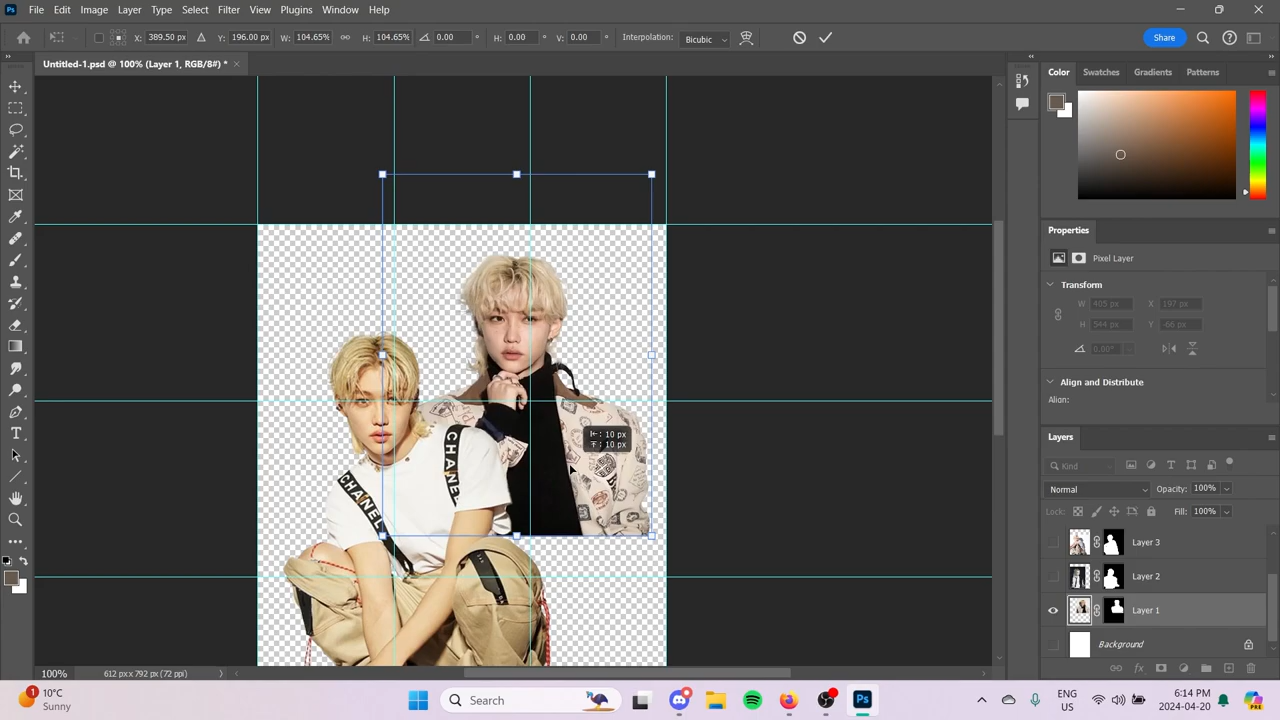 File Edit Image Layer Type Select Filter View Plugins Window Help
X: 389.50 px Y: 196.00 px W: 104.65% H: 104.65% 0.00 ° H: 0.00 ° V: 0.00 ° Interpolation: Bicubic Share
Untitled-1.psd @ 100% (Layer 1, RGB/8#) * ×
Color Swatches Gradients Patterns
Properties
Pixel Layer
Transform
W 405 px X 197 px
H 544 px Y -66 px
0.00°
Align and Distribute
Align:
Layers
Kind
Normal Opacity: 100%
Lock: Fill: 100%
Layer 3
Layer 2
Layer 1
Background
CHANEL
CHANEL
: 10 px
: 10 px
100% 612 px x 792 px (72 ppi)
1
10°C
Sunny
Search
Ps
ENG
US
6:14 PM
2024-04-20
PRE